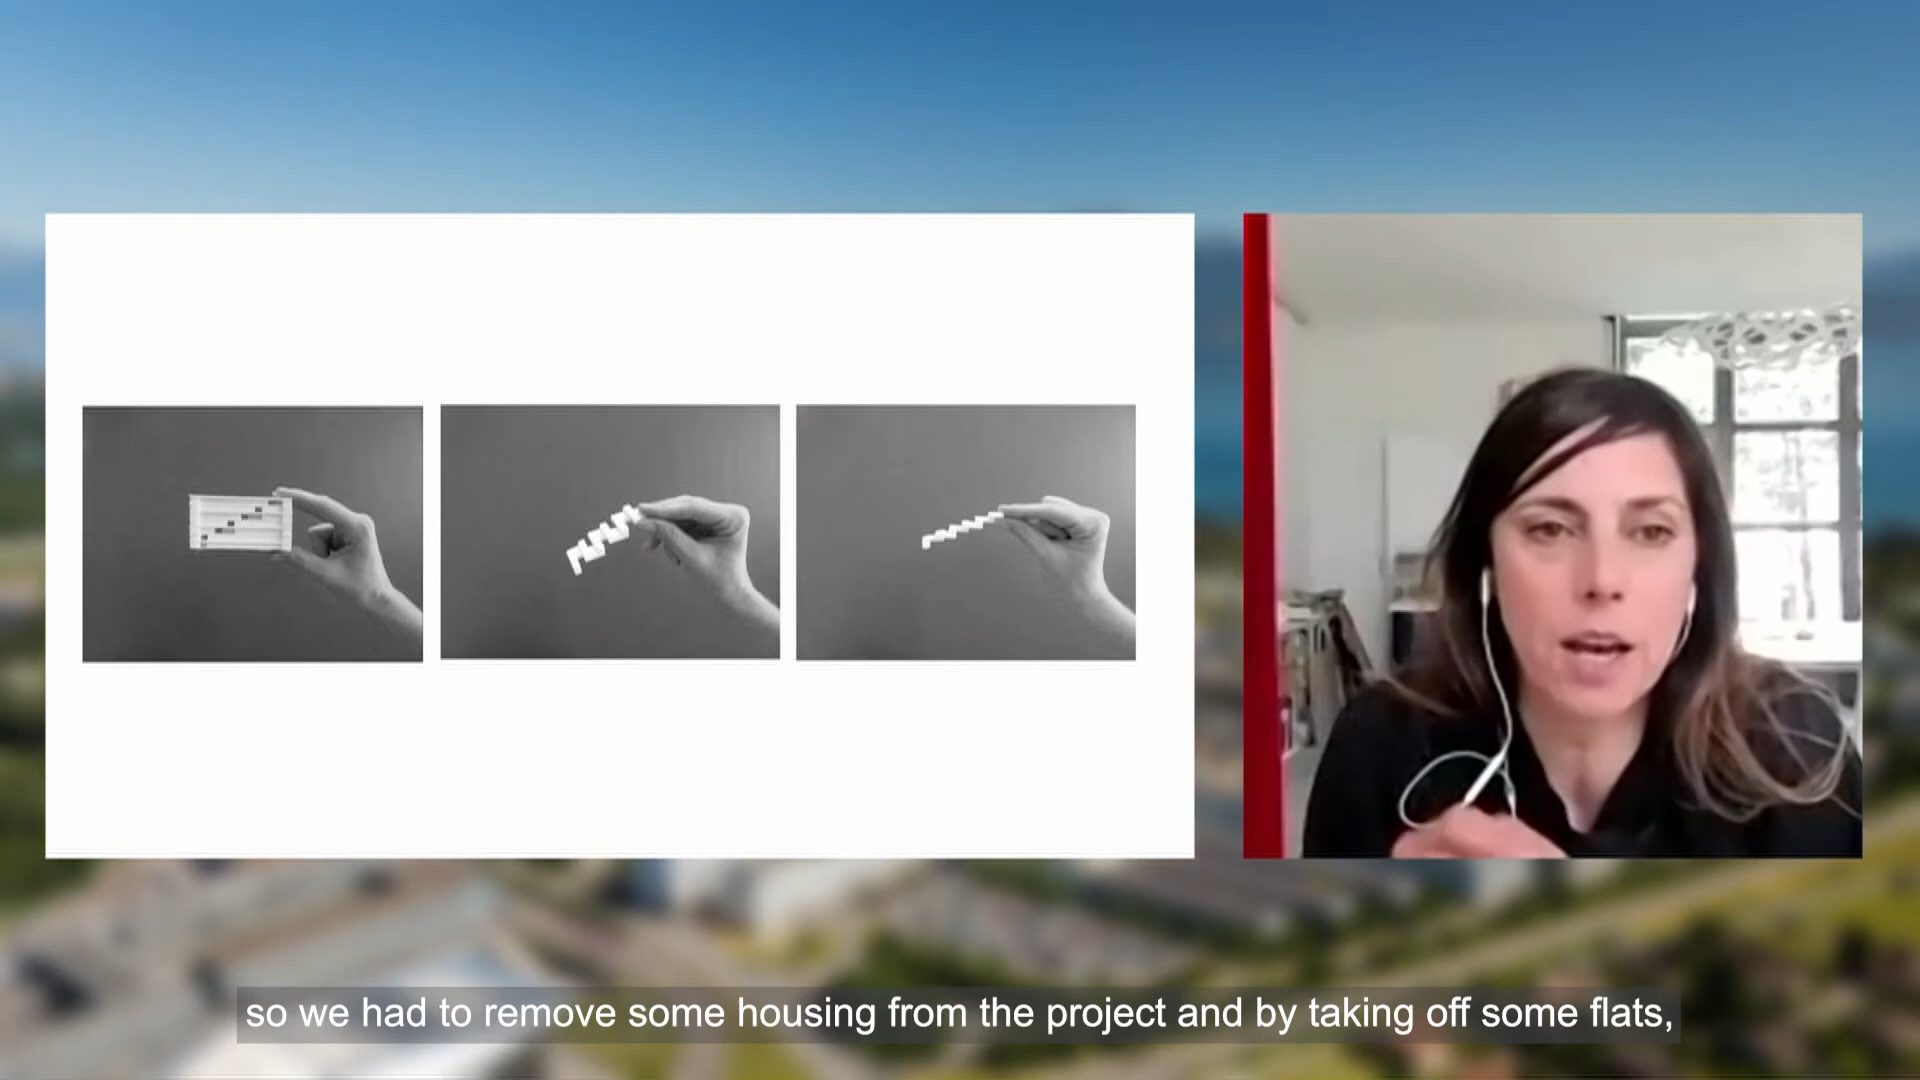 so we had to remove some housing from the project and by taking off some flats,